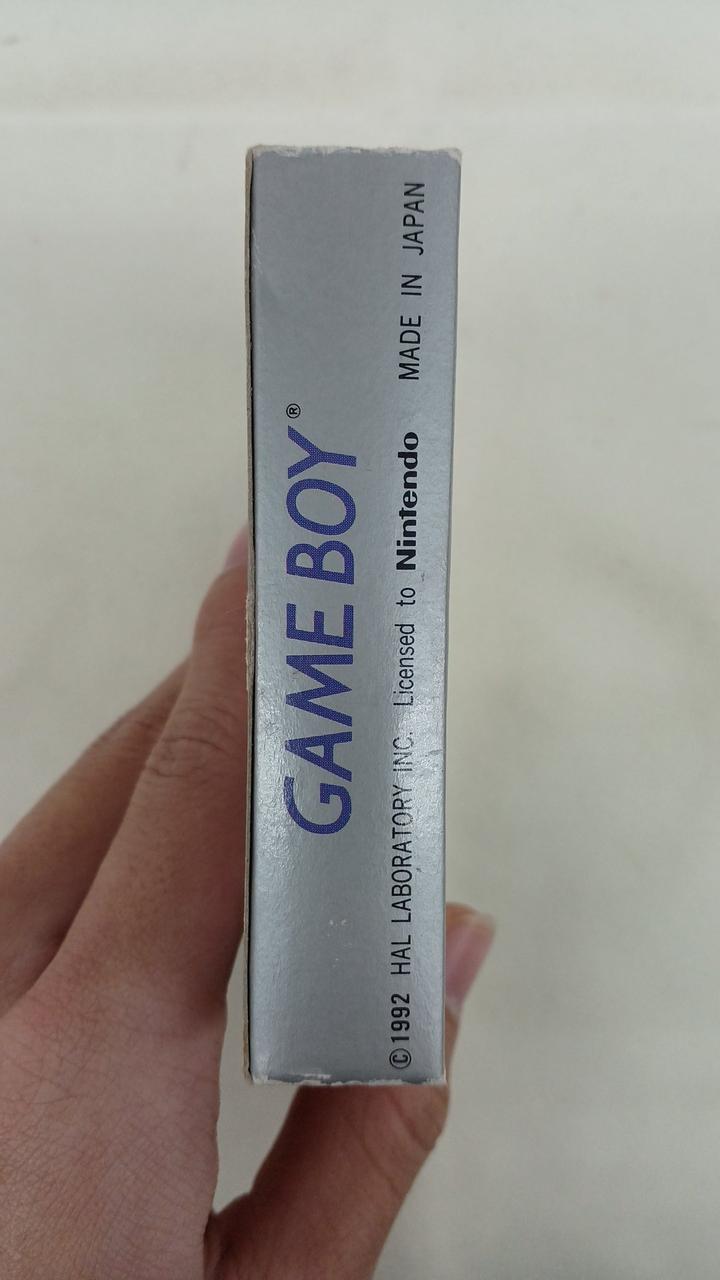 GAME BOY®
©1992 HAL LABORATORY INC. Licensed to Nintendo MADE IN JAPAN